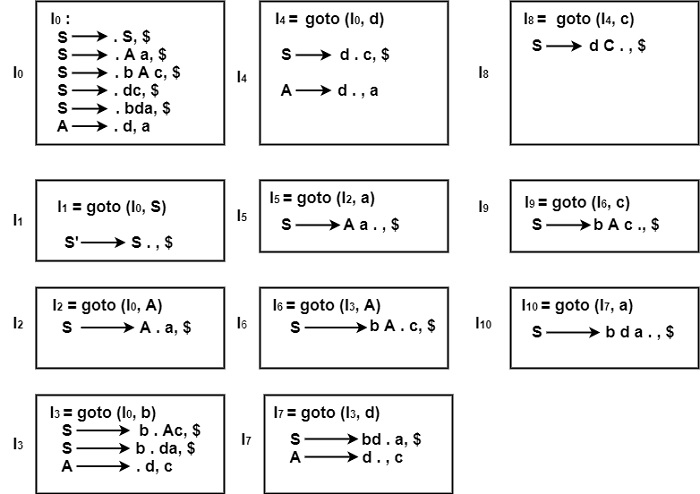 I0 :
S → . S, $
S → . A a, $
S → . b A c, $
S → . dc, $
S → . bda, $
A → . d, a
I0
I4 = goto (I0, d)
S → d . c, $
A → d . , a
I4
I8 = goto (I4, c)
S → d C . , $
I8
I1 = goto (I0, S)
S' → S . , $
I1
I5 = goto (I2, a)
S → A a . , $
I5
I9 = goto (I6, c)
S → b A c ., $
I9
I2 = goto (I0, A)
S → A . a, $
I2
I6 = goto (I3, A)
S → b A . c, $
I6
I10 = goto (I7, a)
S → b d a . , $
I10
I3 = goto (I0, b)
S → b . Ac, $
S → b . da, $
A → . d, c
I3
I7 = goto (I3, d)
S → bd . a, $
A → d . , c
I7